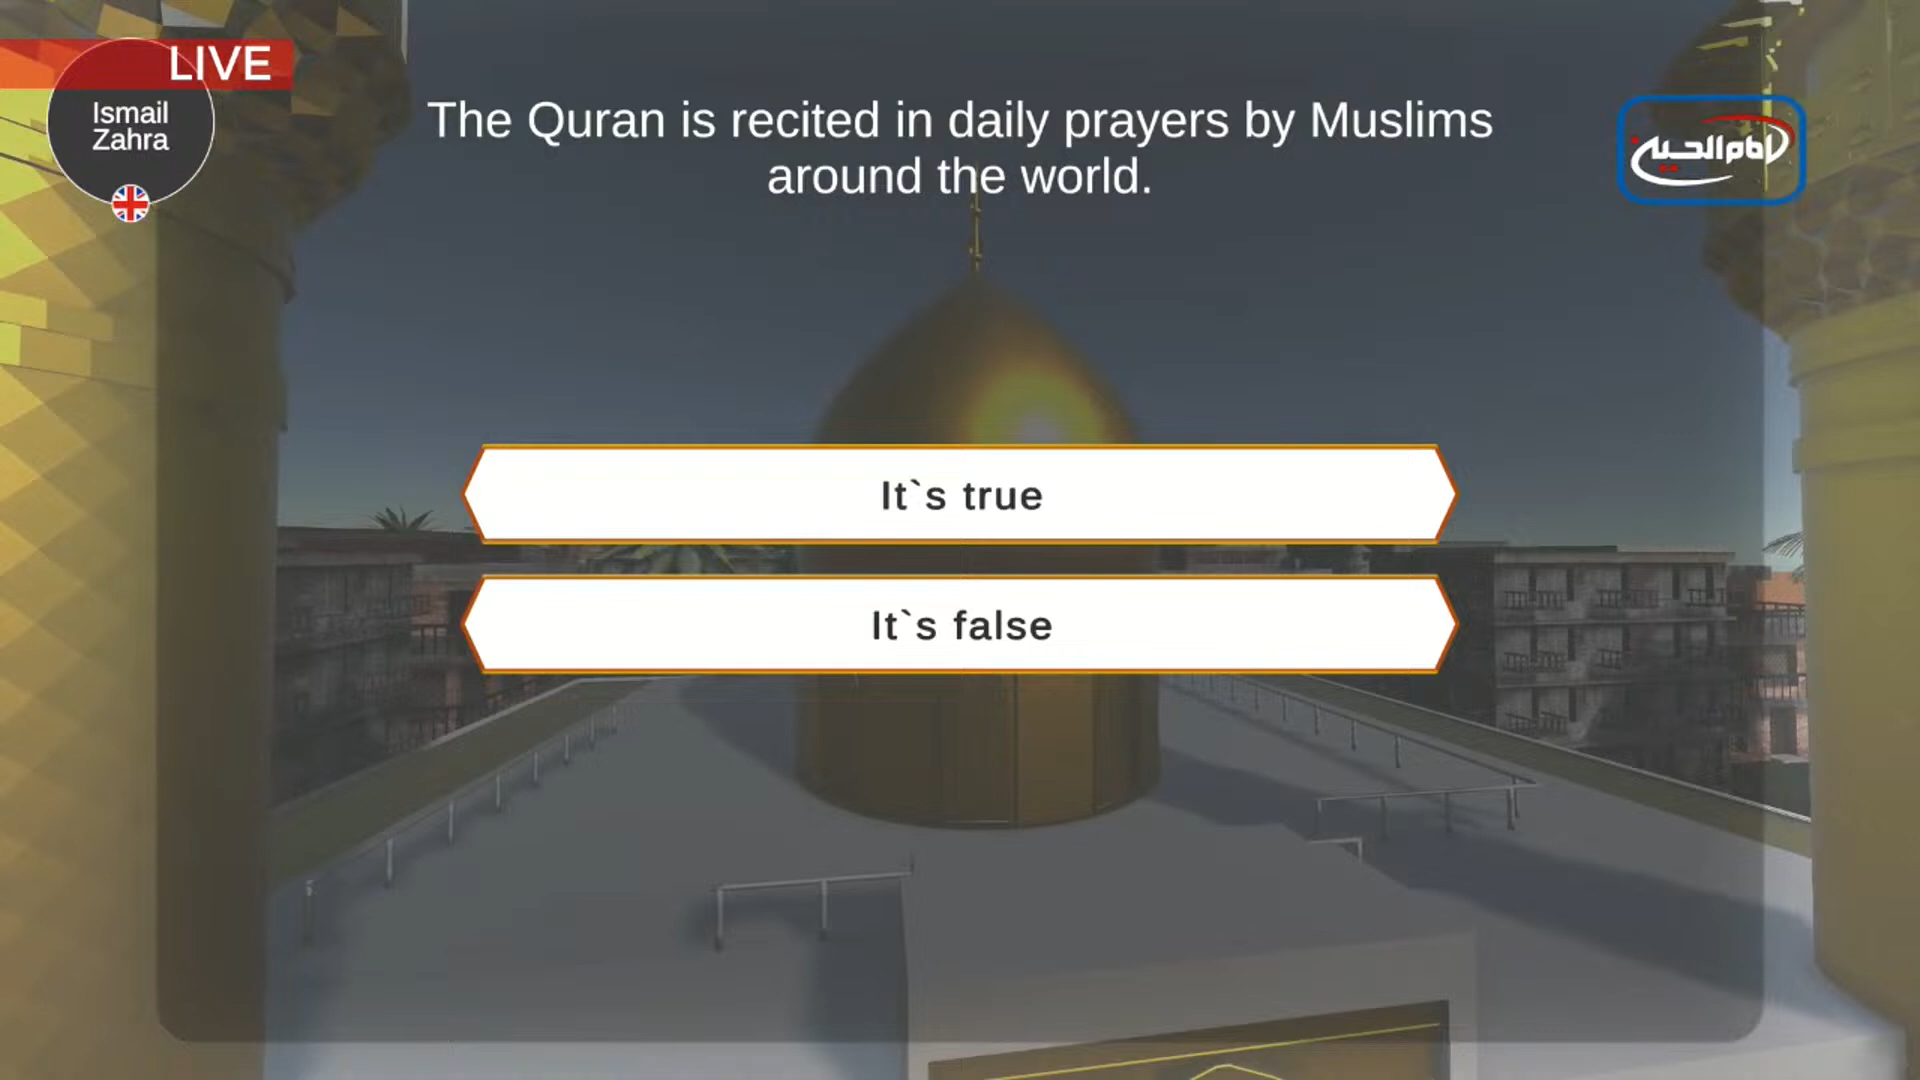 LIVE
Ismail
Zahra
The Quran is recited in daily prayers by Muslims
around the world.
It`s true
It`s false